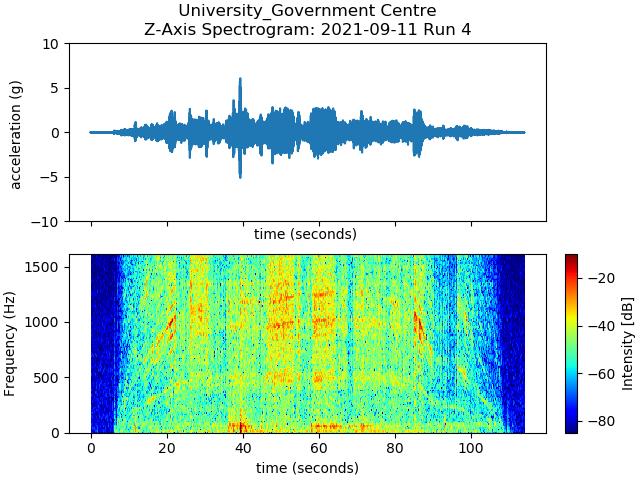 University_Government Centre
Z-Axis Spectrogram: 2021-09-11 Run 4
10
5
0
−5
−10
acceleration (g)
time (seconds)
1500
1000
500
0
Frequency (Hz)
0 20 40 60 80 100
time (seconds)
−20
−40
−60
−80
Intensity [dB]